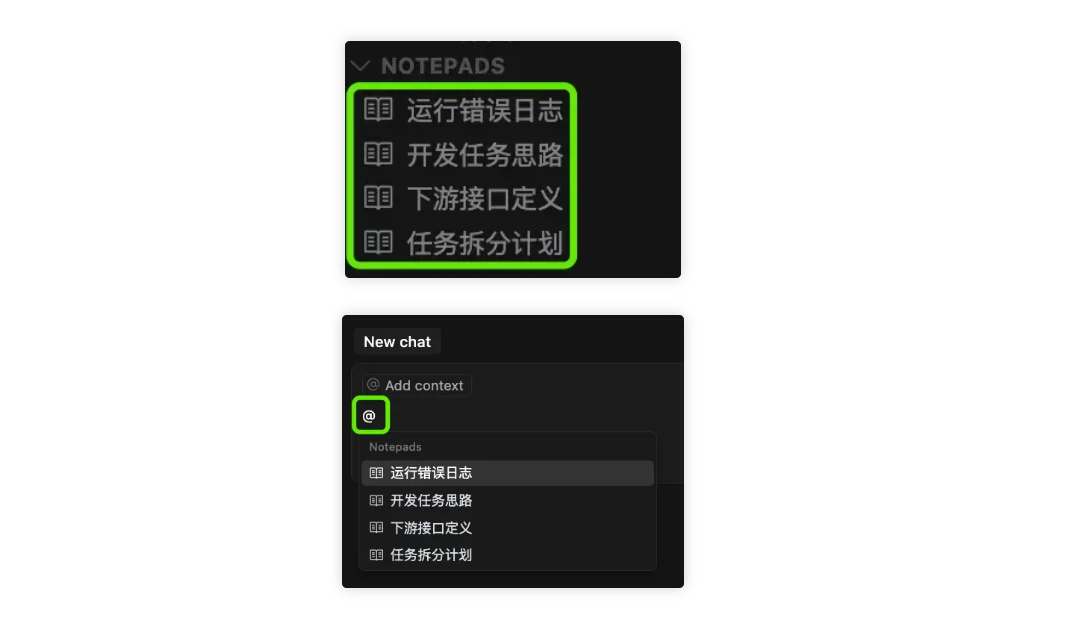 NOTEPADS
运行错误日志
开发任务思路
下游接口定义
任务拆分计划
New chat
@ Add context
@
Notepads
运行错误日志
开发任务思路
下游接口定义
任务拆分计划